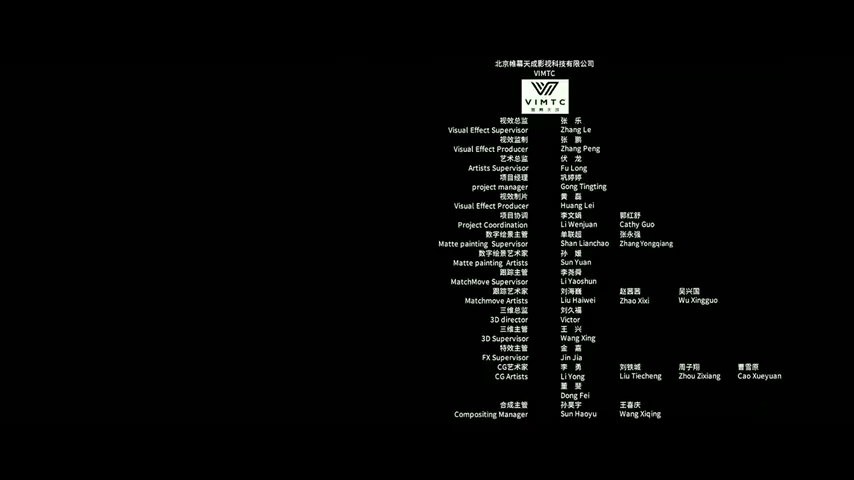 北京帷幕天成影视科技有限公司
VIMTC
VIMTC
视效总监 张 乐
Visual Effect Supervisor Zhang Le
视效监制 张 鹏
Visual Effect Producer Zhang Peng
艺术总监 伏 龙
Artists Supervisor Fu Long
项目经理 巩婷婷
project manager Gong Tingting
视效制片 黄 磊
Visual Effect Producer Huang Lei
项目协调 李文娟 郭红舒
Project Coordination Li Wenjuan Cathy Guo
数字绘景主管 单联超 张永强
Matte painting Supervisor Shan Lianchao Zhang Yongqiang
数字绘景艺术家 孙 媛
Matte painting Artists Sun Yuan
跟踪主管 李尧舜
MatchMove Supervisor Li Yaoshun
跟踪艺术家 刘海巍 赵茜茜 吴兴国
Matchmove Artists Liu Haiwei Zhao Xixi Wu Xingguo
三维总监 刘久福
3D director Victor
三维主管 王 兴
3D Supervisor Wang Xing
特效主管 金 嘉
FX Supervisor Jin Jia
CG艺术家 李 勇 刘铁城 周子翔 曹雪原
CG Artists Li Yong Liu Tiecheng Zhou Zixiang Cao Xueyuan
董 斐
Dong Fei
合成主管 孙昊宇 王喜庆
Compositing Manager Sun Haoyu Wang Xiqing